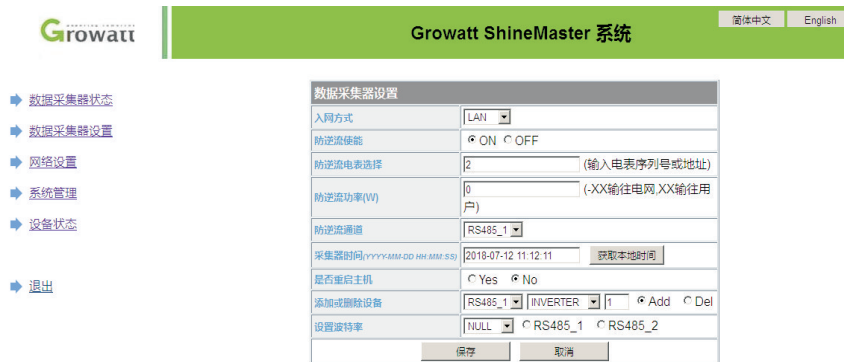 Growatt
Growatt ShineMaster 系统
简体中文 English
数据采集器状态
数据采集器设置
网络设置
系统管理
设备状态
退出
数据采集器设置
入网方式 LAN
防逆流使能 ON OFF
防逆流电表选择 2 (输入电表序列号或地址)
防逆流功率(W) 0 (-XX输往电网,XX输往用
户)
防逆流通道 RS485_1
采集器时间(YYYY-MM-DD HH:MM:SS) 2018-07-12 11:12:11 获取本地时间
是否重启主机 Yes No
添加或删除设备 RS485_1 INVERTER 1 Add Del
设置波特率 NULL RS485_1 RS485_2
保存 取消